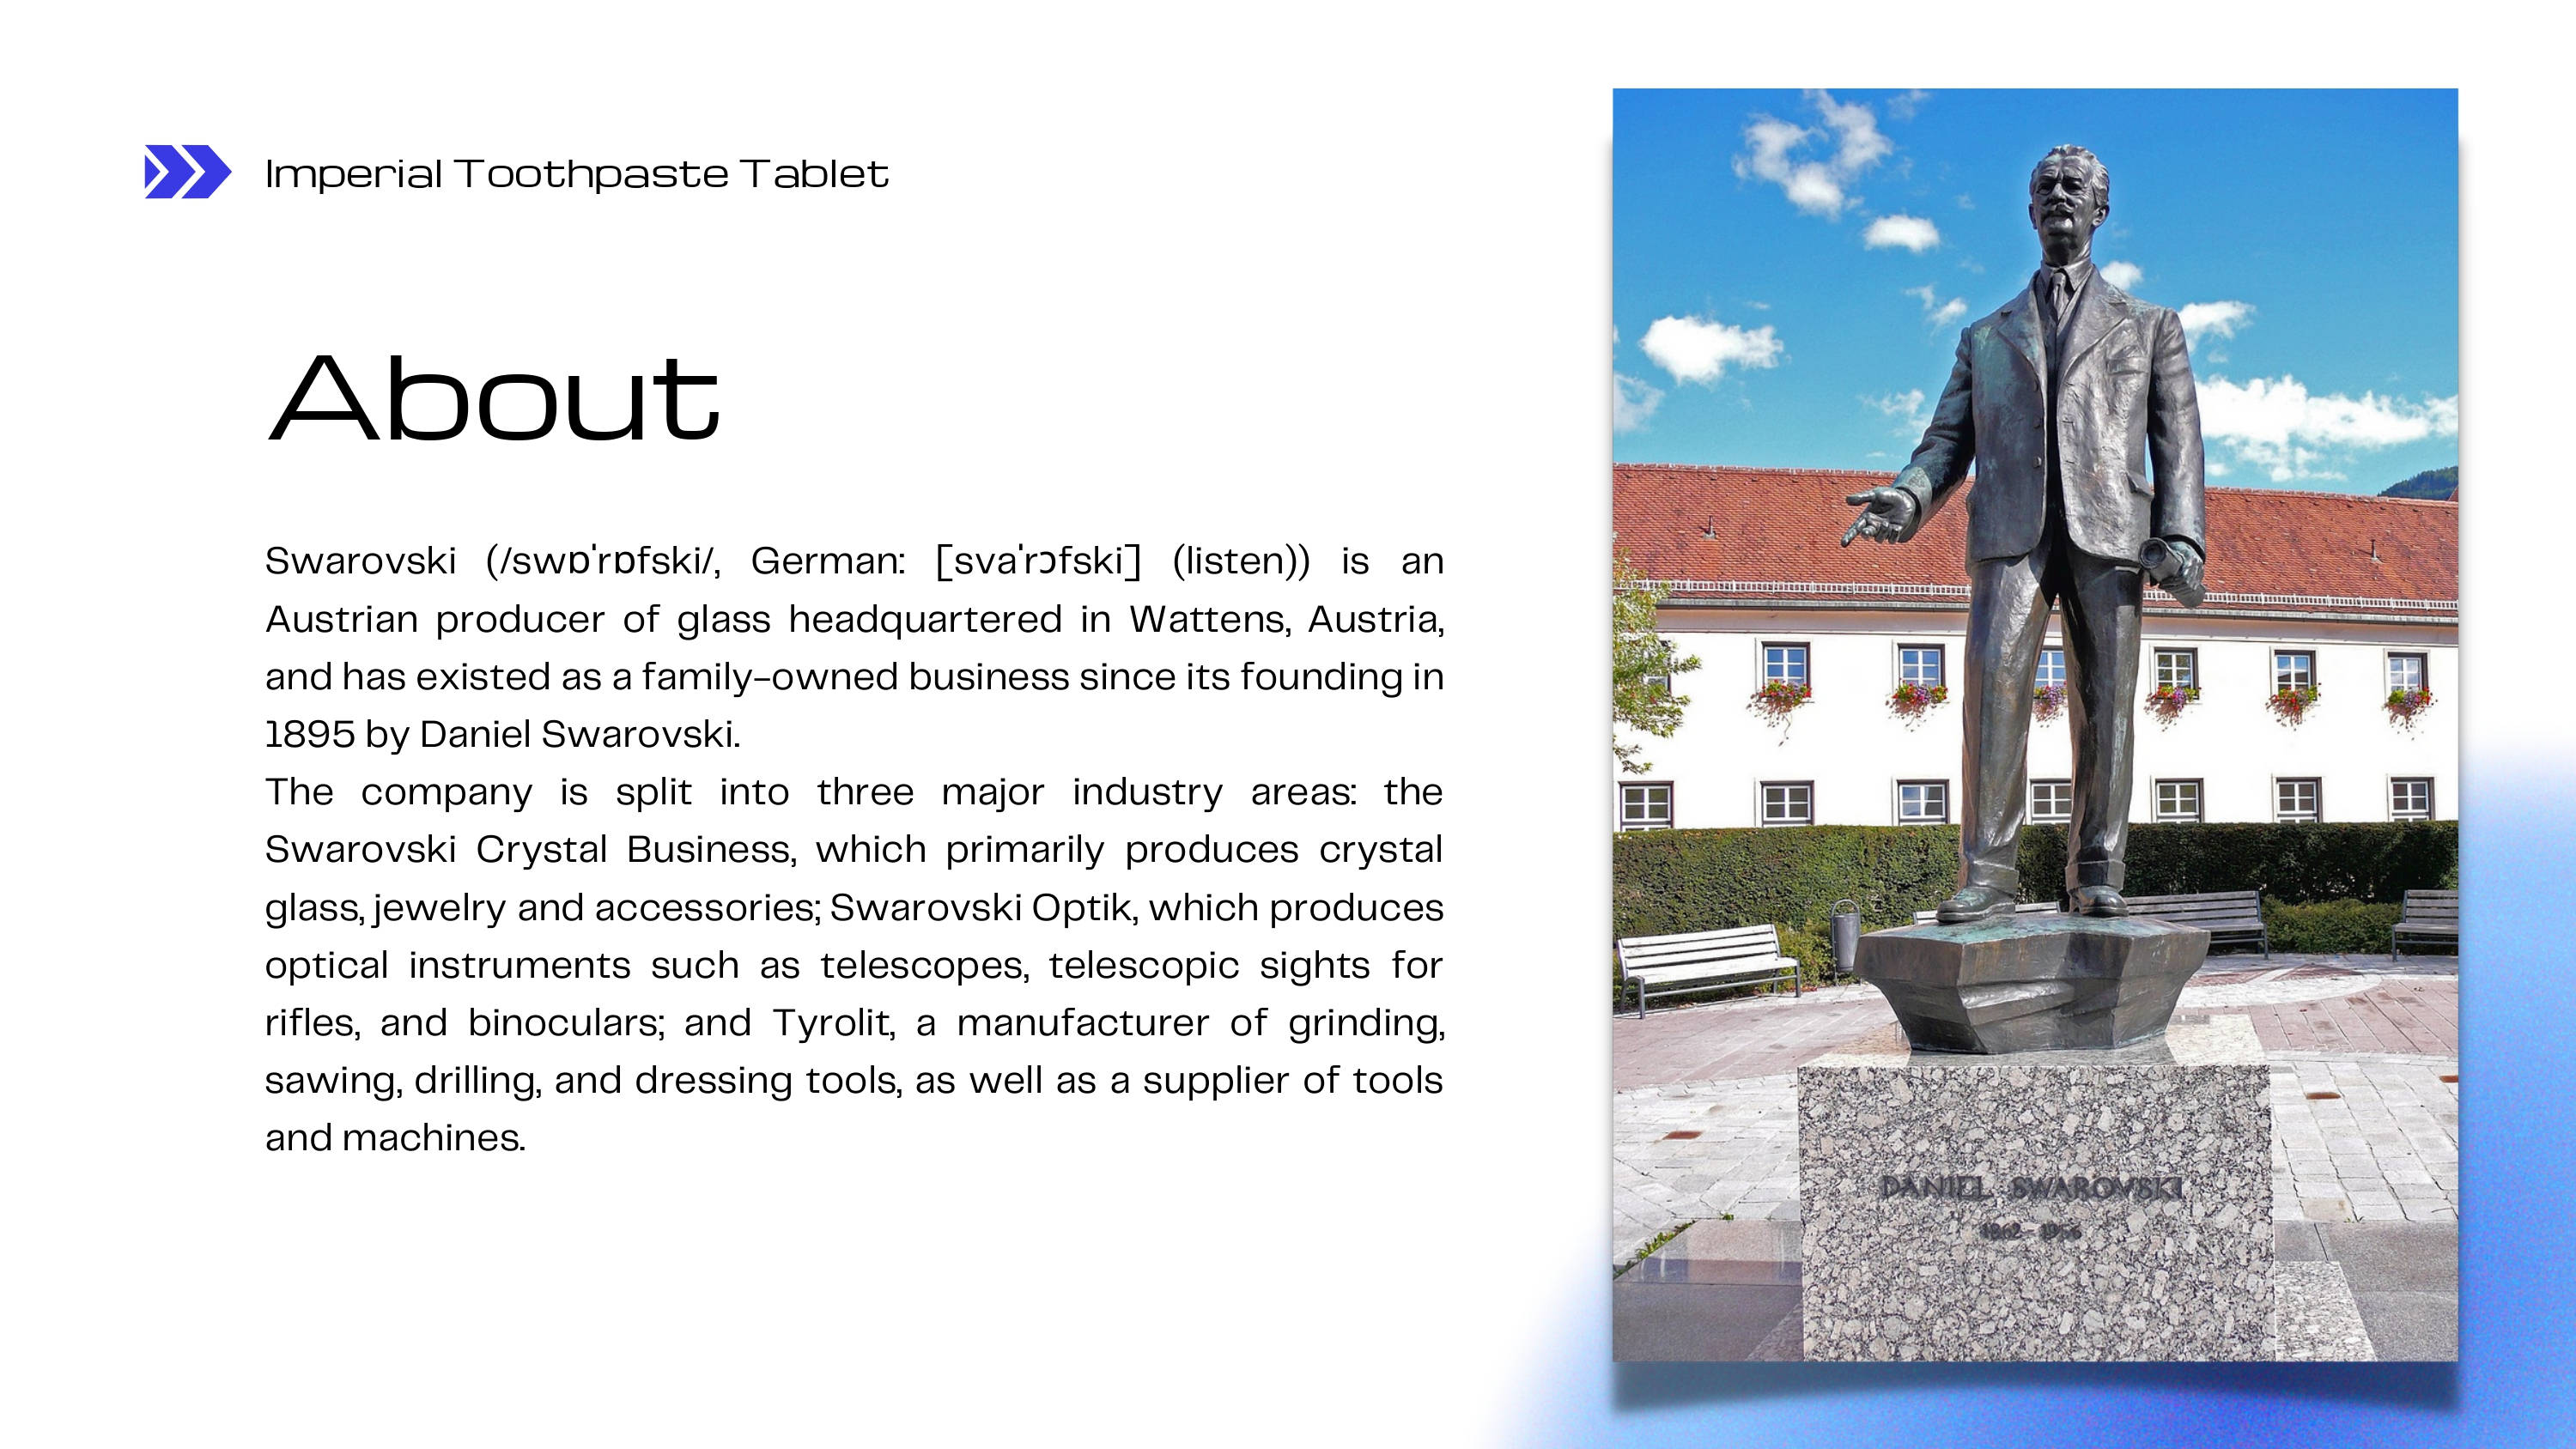 Imperial Toothpaste Tablet
About
Swarovski (/swɒˈrɒfski/, German: [svaˈrɔfski] (listen)) is an
Austrian producer of glass headquartered in Wattens, Austria,
and has existed as a family-owned business since its founding in
1895 by Daniel Swarovski.
The company is split into three major industry areas: the
Swarovski Crystal Business, which primarily produces crystal
glass, jewelry and accessories; Swarovski Optik, which produces
optical instruments such as telescopes, telescopic sights for
rifles, and binoculars; and Tyrolit, a manufacturer of grinding,
sawing, drilling, and dressing tools, as well as a supplier of tools
and machines.
DANIEL SWAROVSKI
1862 - 1956